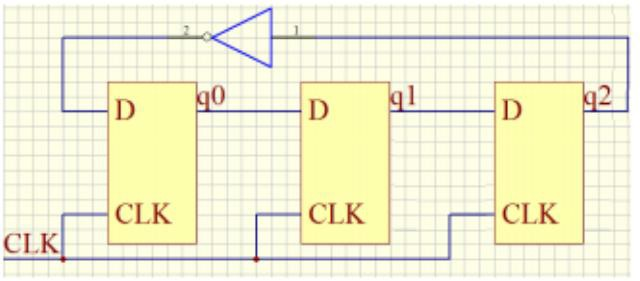 2 1
q0 q1 q2
D D D
CLK CLK CLK
CLK